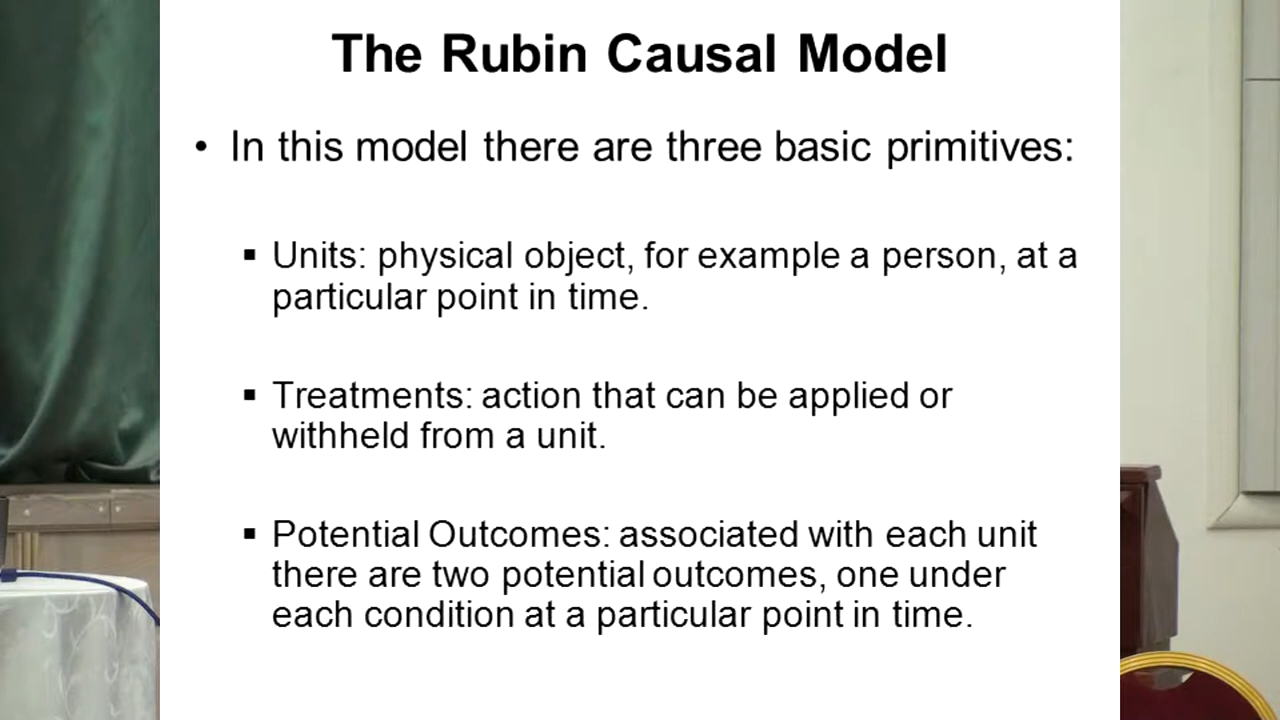 The Rubin Causal Model
• In this model there are three basic primitives:
▪ Units: physical object, for example a person, at a
particular point in time.
▪ Treatments: action that can be applied or
withheld from a unit.
▪ Potential Outcomes: associated with each unit
there are two potential outcomes, one under
each condition at a particular point in time.